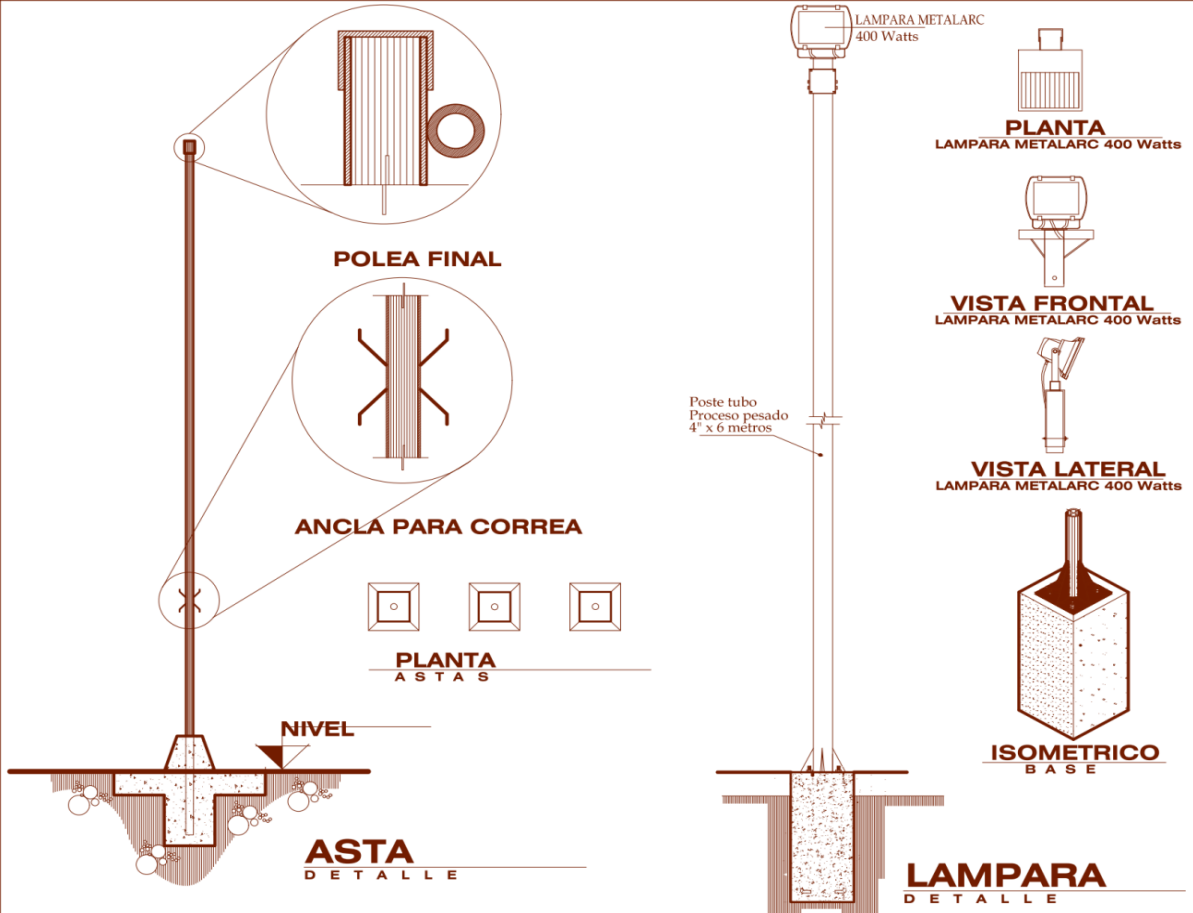 POLEA FINAL
ANCLA PARA CORREA
PLANTA
ASTAS
NIVEL
ASTA
DETALLE
LAMPARA METALARC
400 Watts
Poste tubo
Proceso pesado
4" x 6 metros
LAMPARA
DETALLE
PLANTA
LAMPARA METALARC 400 Watts
VISTA FRONTAL
LAMPARA METALARC 400 Watts
VISTA LATERAL
LAMPARA METALARC 400 Watts
ISOMETRICO
BASE